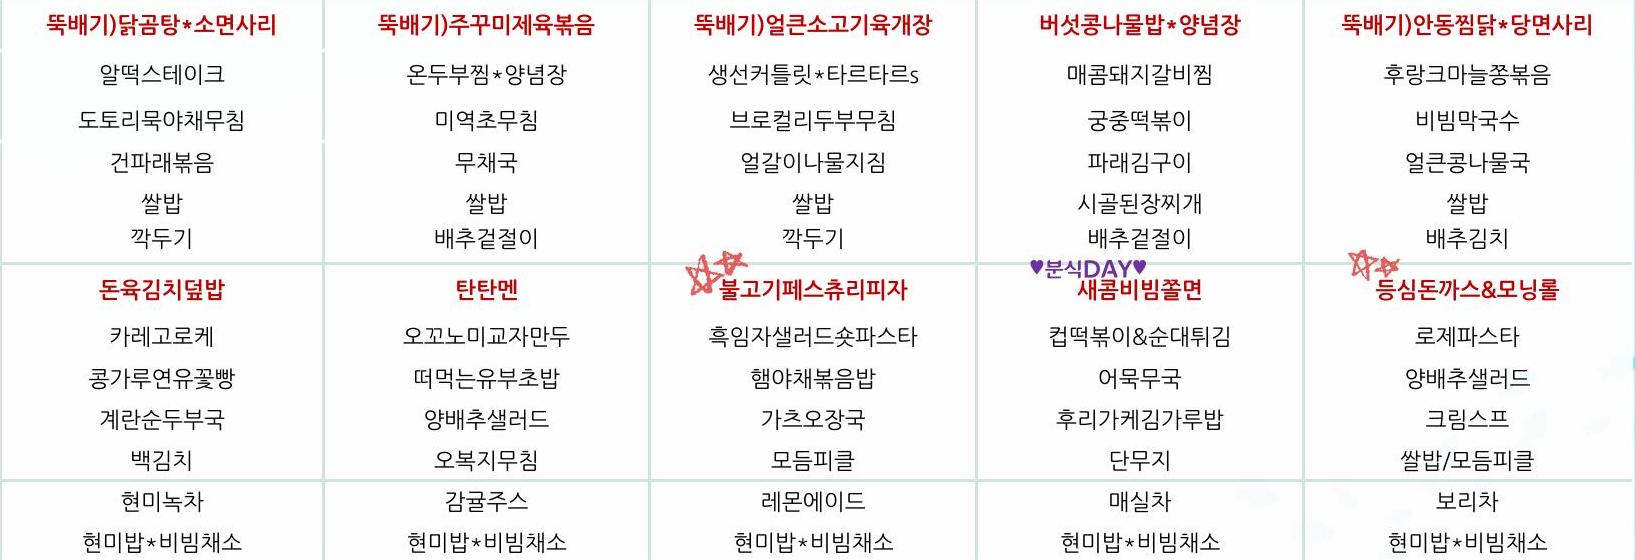 뚝배기)닭곰탕*소면사리
알떡스테이크
도토리묵야채무침
건파래볶음
쌀밥
깍두기
뚝배기)주꾸미제육볶음
온두부찜*양념장
미역초무침
무채국
쌀밥
배추겉절이
뚝배기)얼큰소고기육개장
생선커틀릿*타르타르s
브로컬리두부무침
얼갈이나물지짐
쌀밥
깍두기
버섯콩나물밥*양념장
매콤돼지갈비찜
궁중떡볶이
파래김구이
시골된장찌개
배추겉절이
뚝배기)안동찜닭*당면사리
후랑크마늘쫑볶음
비빔막국수
얼큰콩나물국
쌀밥
배추김치
돈육김치덮밥
카레고로케
콩가루연유꽃빵
계란순두부국
백김치
탄탄멘
오꼬노미교자만두
떠먹는유부초밥
양배추샐러드
오복지무침
불고기페스츄리피자
흑임자샐러드숏파스타
햄야채볶음밥
가츠오장국
모듬피클
♥분식DAY♥
새콤비빔쫄면
컵떡볶이&순대튀김
어묵무국
후리가케김가루밥
단무지
등심돈까스&모닝롤
로제파스타
양배추샐러드
크림스프
쌀밥/모듬피클
현미녹차
현미밥*비빔채소
감귤주스
현미밥*비빔채소
레몬에이드
현미밥*비빔채소
매실차
현미밥*비빔채소
보리차
현미밥*비빔채소